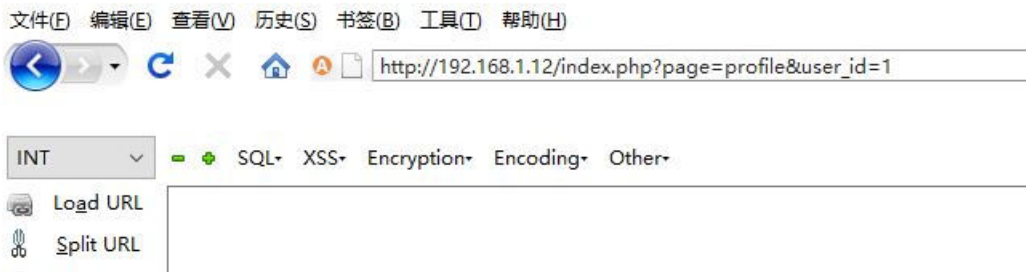 文件(F) 编辑(E) 查看(V) 历史(S) 书签(B) 工具(T) 帮助(H)
http://192.168.1.12/index.php?page=profile&user_id=1
INT SQL XSS Encryption Encoding Other
Load URL
Split URL